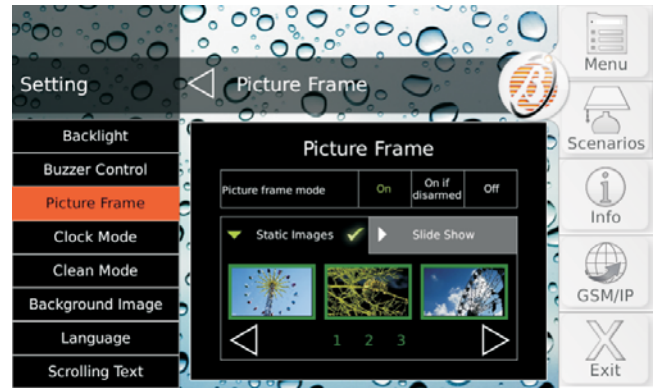 Setting
Picture Frame
Menu
Scenarios
Info
GSM/IP
Exit
Backlight
Buzzer Control
Picture Frame
Clock Mode
Clean Mode
Background Image
Language
Scrolling Text
Picture Frame
Picture frame mode
On
On if
disarmed
Off
Static Images
Slide Show
1 2 3
B